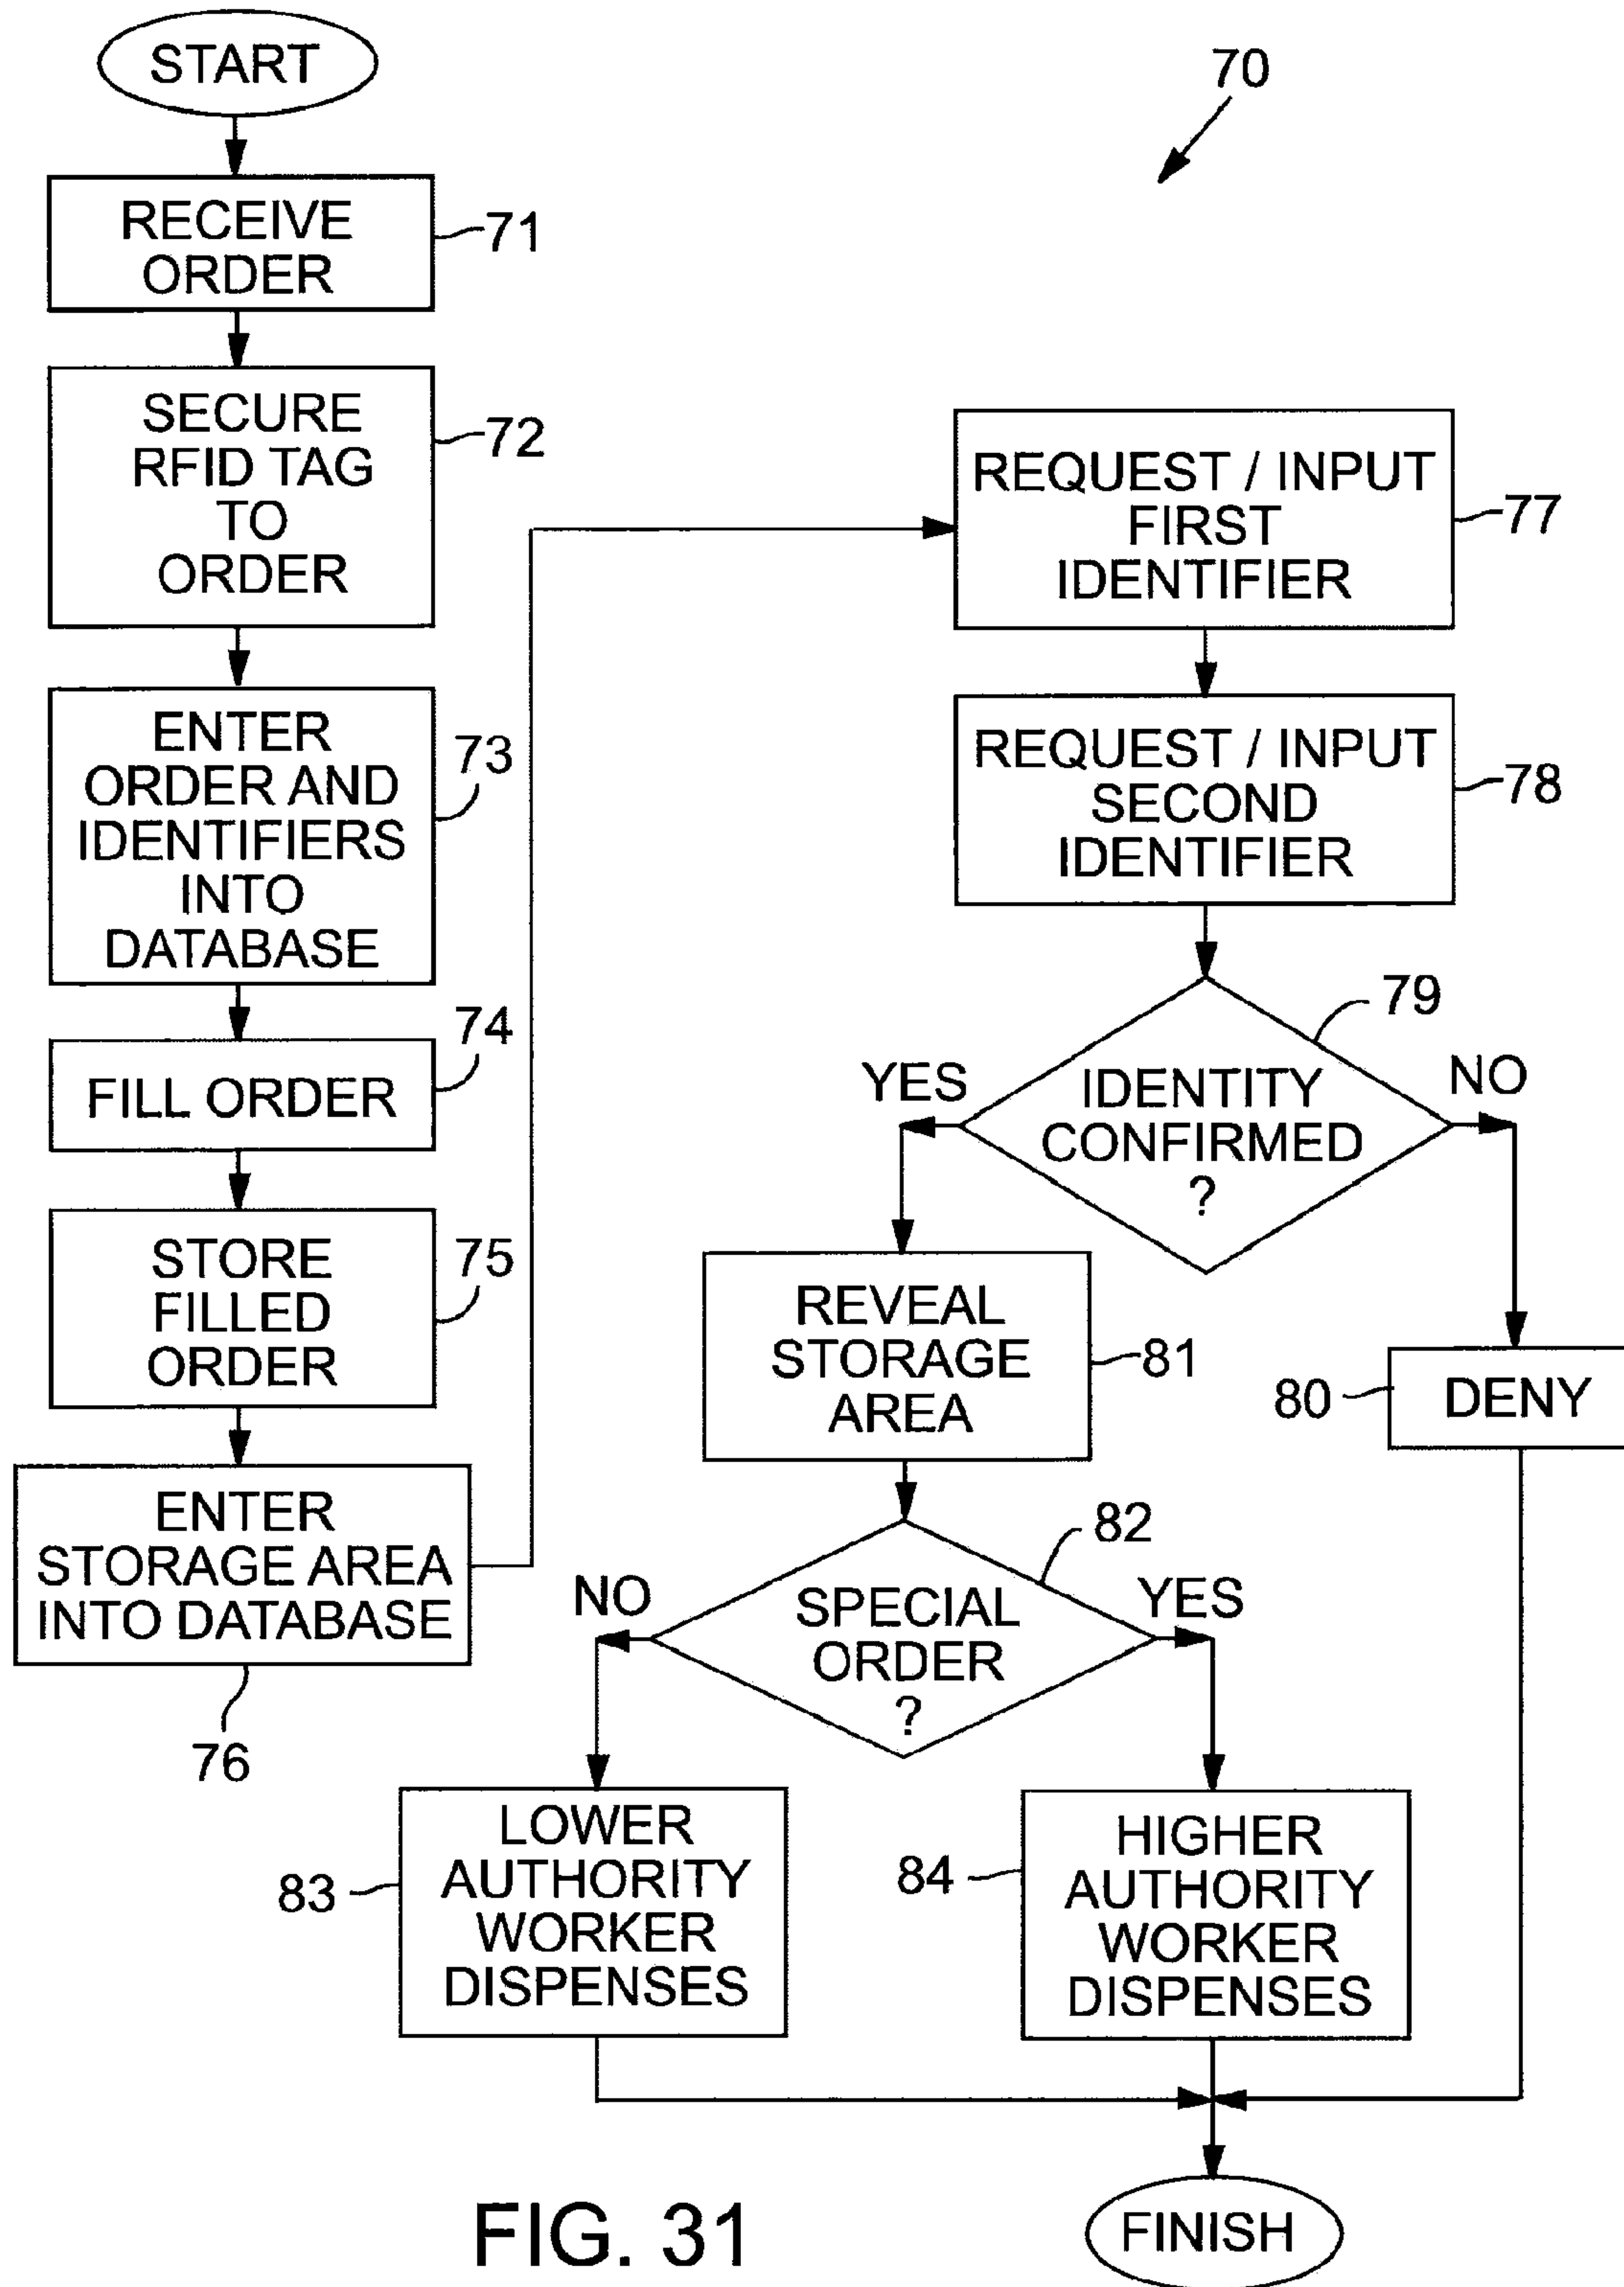 START
70
RECEIVE
ORDER
71
SECURE
RFID TAG
TO
ORDER
72
ENTER
ORDER AND
IDENTIFIERS
INTO
DATABASE
73
FILL ORDER
74
STORE
FILLED
ORDER
75
ENTER
STORAGE AREA
INTO DATABASE
76
REQUEST / INPUT
FIRST
IDENTIFIER
77
REQUEST / INPUT
SECOND
IDENTIFIER
78
IDENTITY
CONFIRMED
?
79
YES
NO
REVEAL
STORAGE
AREA
81
80
DENY
SPECIAL
ORDER
?
82
NO
YES
LOWER
AUTHORITY
WORKER
DISPENSES
83
HIGHER
AUTHORITY
WORKER
DISPENSES
84
FINISH
FIG. 31